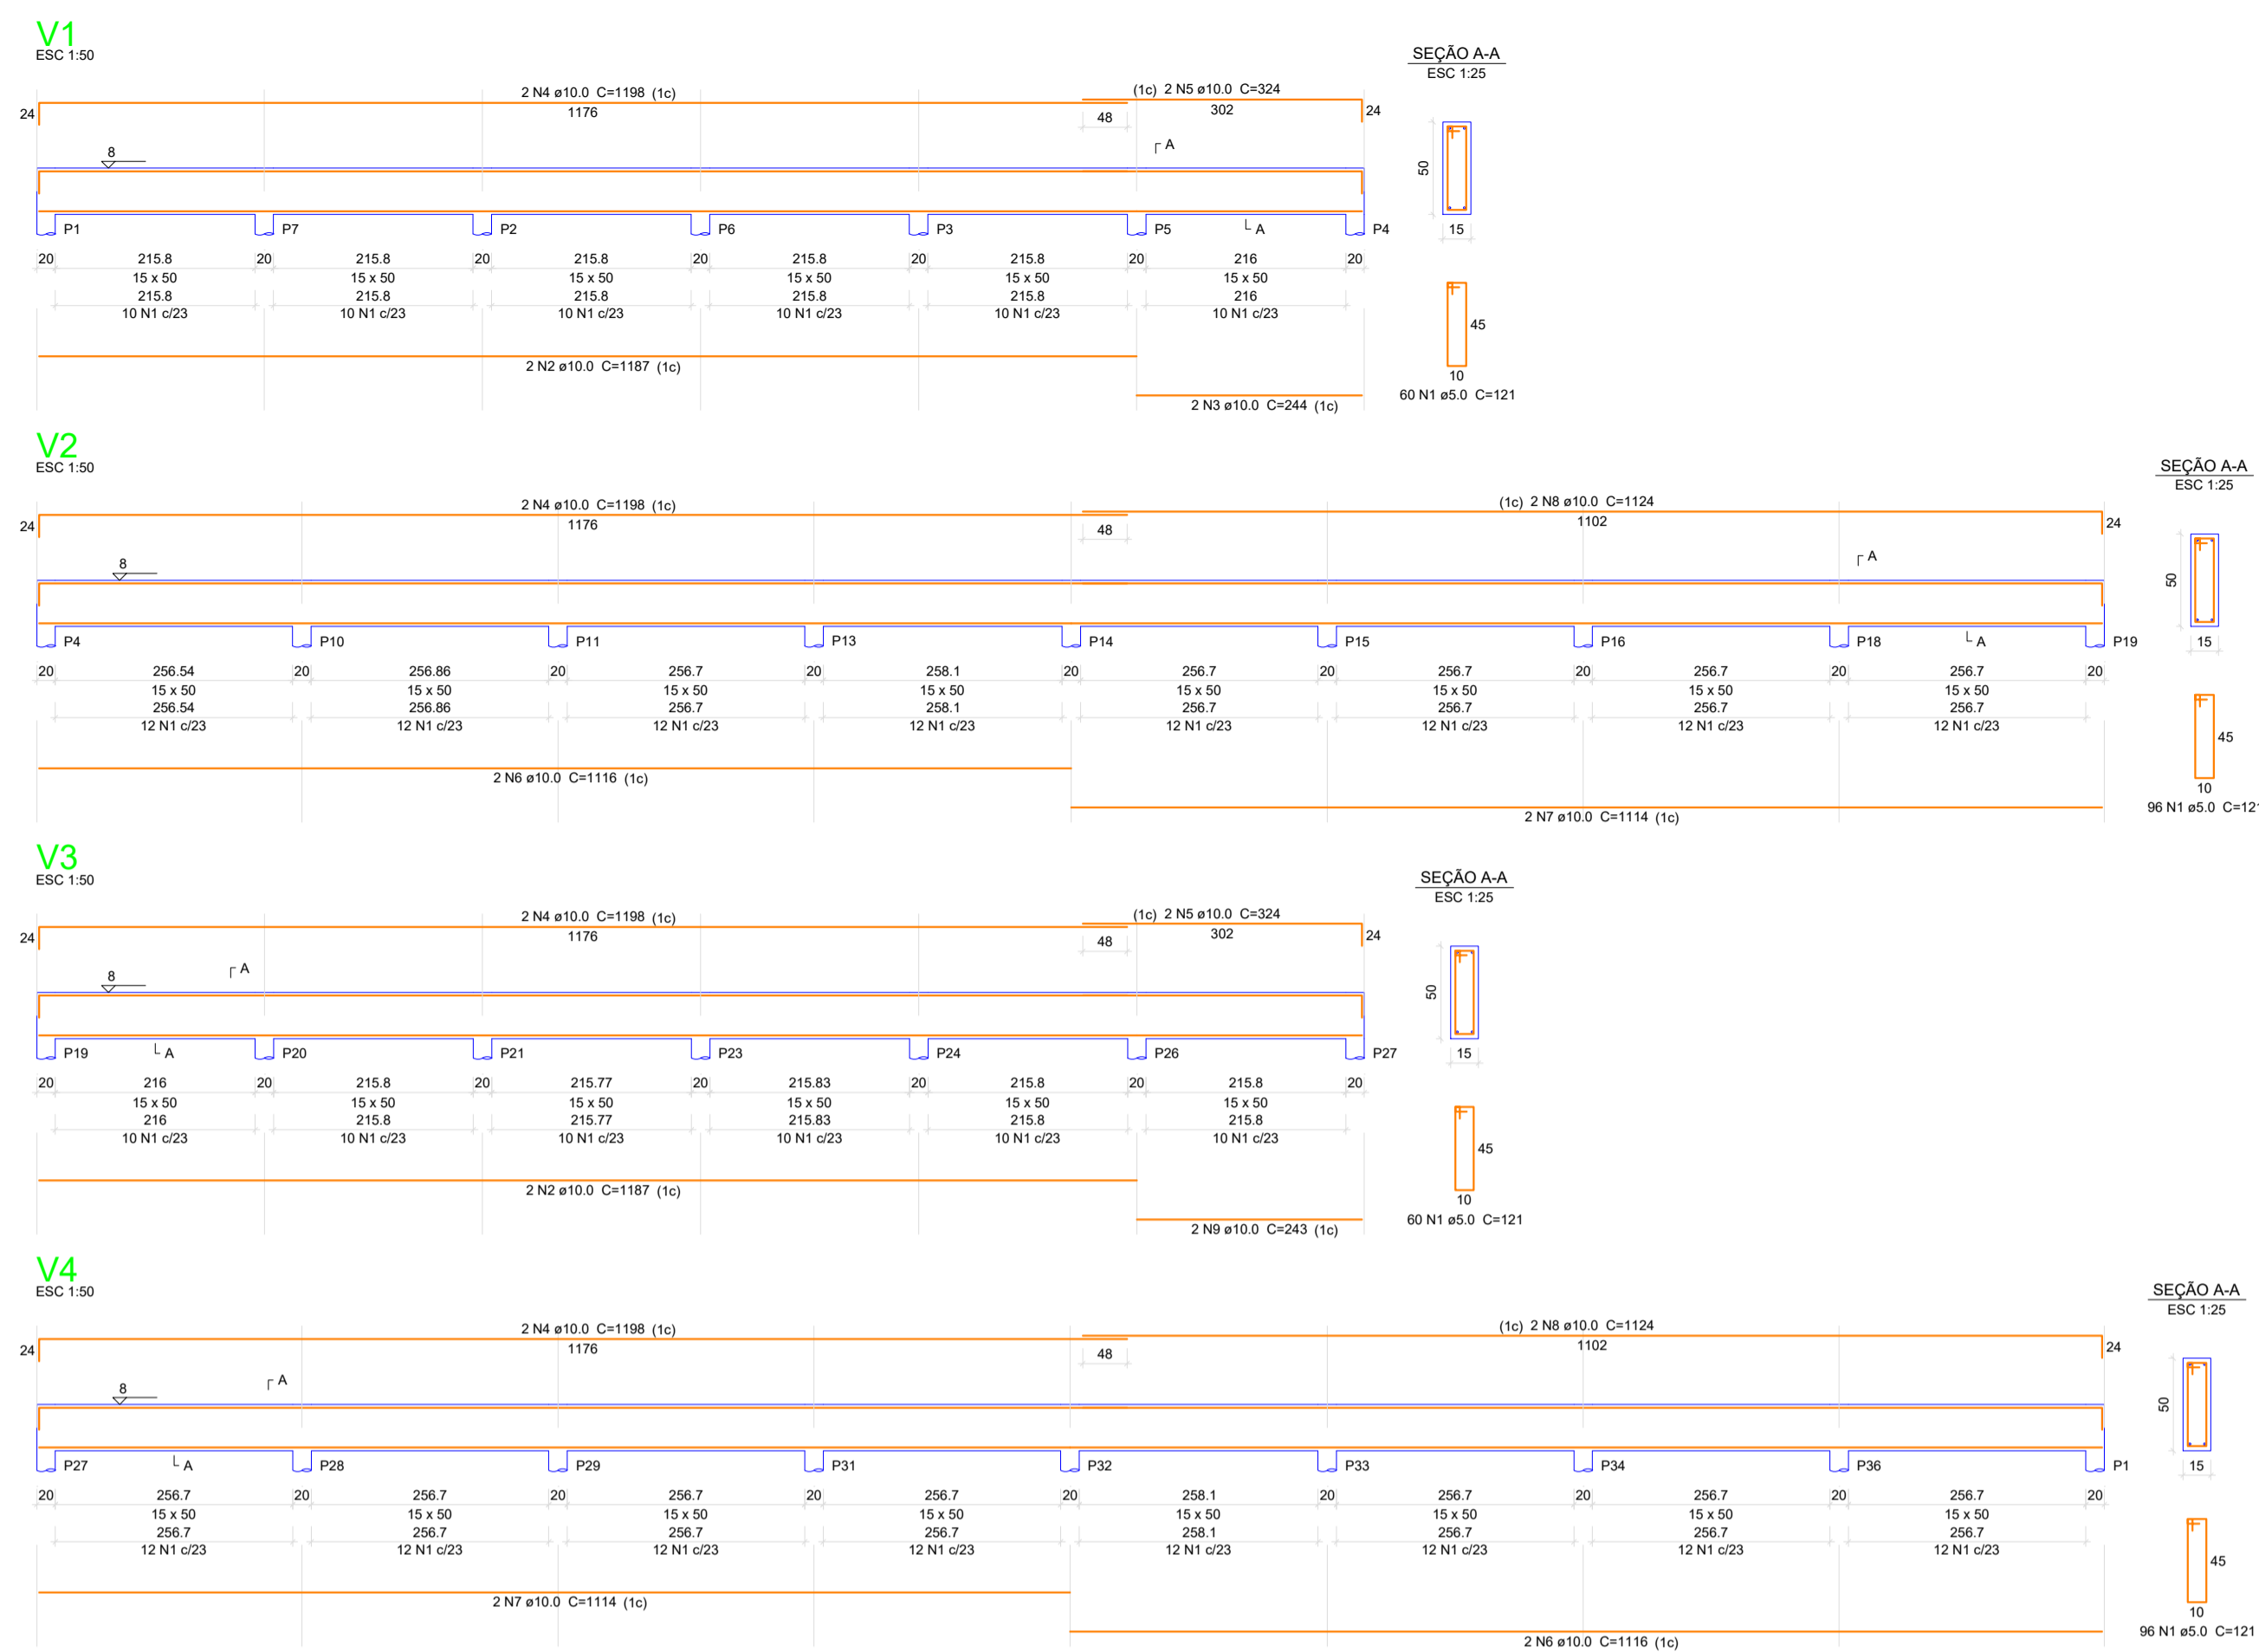 V1
ESC 1:50
SEÇÃO A-A
ESC 1:25
2 N4 ø10.0 C=1198 (1c)
(1c) 2 N5 ø10.0 C=324
24
1176
302
24
48
8
A
50
P1
P7
P2
P6
P3
P5
A
P4
15
20 215.8 20 215.8 20 215.8 20 215.8 20 215.8 20 216 20
15 x 50 15 x 50 15 x 50 15 x 50 15 x 50 15 x 50
215.8 215.8 215.8 215.8 215.8 216
10 N1 c/23 10 N1 c/23 10 N1 c/23 10 N1 c/23 10 N1 c/23 10 N1 c/23
45
2 N2 ø10.0 C=1187 (1c)
10
60 N1 ø5.0 C=121
2 N3 ø10.0 C=244 (1c)
V2
ESC 1:50
SEÇÃO A-A
ESC 1:25
2 N4 ø10.0 C=1198 (1c)
(1c) 2 N8 ø10.0 C=1124
24
1176
1102
24
48
8
A
50
P4
P10
P11
P13
P14
P15
P16
P18
A
P19
15
20 256.54 20 256.86 20 256.7 20 258.1 20 256.7 20 256.7 20 256.7 20 256.7 20
15 x 50 15 x 50 15 x 50 15 x 50 15 x 50 15 x 50 15 x 50 15 x 50
256.54 256.86 256.7 258.1 256.7 256.7 256.7 256.7
12 N1 c/23 12 N1 c/23 12 N1 c/23 12 N1 c/23 12 N1 c/23 12 N1 c/23 12 N1 c/23 12 N1 c/23
45
2 N6 ø10.0 C=1116 (1c)
10
96 N1 ø5.0 C=121
2 N7 ø10.0 C=1114 (1c)
V3
ESC 1:50
SEÇÃO A-A
ESC 1:25
2 N4 ø10.0 C=1198 (1c)
(1c) 2 N5 ø10.0 C=324
24
1176
302
24
48
8
A
50
P19
A
P20
P21
P23
P24
P26
P27
15
20 216 20 215.8 20 215.77 20 215.83 20 215.8 20 215.8 20
15 x 50 15 x 50 15 x 50 15 x 50 15 x 50 15 x 50
216 215.8 215.77 215.83 215.8 215.8
10 N1 c/23 10 N1 c/23 10 N1 c/23 10 N1 c/23 10 N1 c/23 10 N1 c/23
45
2 N2 ø10.0 C=1187 (1c)
10
60 N1 ø5.0 C=121
2 N9 ø10.0 C=243 (1c)
V4
ESC 1:50
SEÇÃO A-A
ESC 1:25
2 N4 ø10.0 C=1198 (1c)
(1c) 2 N8 ø10.0 C=1124
24
1176
1102
24
48
8
A
50
P27
A
P28
P29
P31
P32
P33
P34
P36
P1
15
20 256.7 20 256.7 20 256.7 20 256.7 20 258.1 20 256.7 20 256.7 20 256.7 20
15 x 50 15 x 50 15 x 50 15 x 50 15 x 50 15 x 50 15 x 50 15 x 50
256.7 256.7 256.7 256.7 258.1 256.7 256.7 256.7
12 N1 c/23 12 N1 c/23 12 N1 c/23 12 N1 c/23 12 N1 c/23 12 N1 c/23 12 N1 c/23 12 N1 c/23
45
2 N7 ø10.0 C=1114 (1c)
10
96 N1 ø5.0 C=121
2 N6 ø10.0 C=1116 (1c)